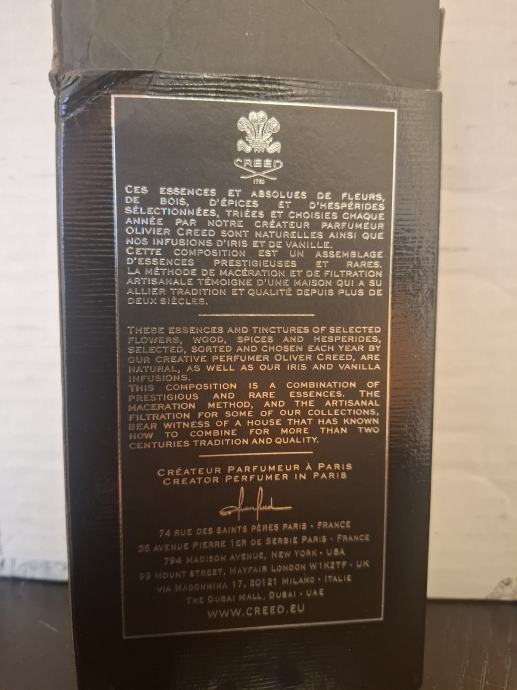 CREED
1760
CES ESSENCES ET ABSOLUES DE FLEURS,
DE BOIS, D'ÉPICES ET D'HESPÉRIDES
SÉLECTIONNÉES, TRIÉES ET CHOISIES CHAQUE
ANNÉE PAR NOTRE CRÉATEUR PARFUMEUR
OLIVIER CREED SONT NATURELLES AINSI QUE
NOS INFUSIONS D'IRIS ET DE VANILLE.
CETTE COMPOSITION EST UN ASSEMBLAGE
D'ESSENCES PRESTIGIEUSES ET RARES.
LA MÉTHODE DE MACÉRATION ET DE FILTRATION
ARTISANALE TÉMOIGNE D'UNE MAISON QUI A SU
ALLIER TRADITION ET QUALITÉ DEPUIS PLUS DE
DEUX SIÈCLES.
THESE ESSENCES AND TINCTURES OF SELECTED
FLOWERS, WOOD, SPICES AND HESPERIDES,
SELECTED, SORTED AND CHOSEN EACH YEAR BY
OUR CREATIVE PERFUMER OLIVER CREED, ARE
NATURAL, AS WELL AS OUR IRIS AND VANILLA
INFUSIONS.
THIS COMPOSITION IS A COMBINATION OF
PRESTIGIOUS AND RARE ESSENCES. THE
MACERATION METHOD, AND THE ARTISANAL
FILTRATION FOR SOME OF OUR COLLECTIONS,
BEAR WITNESS OF A HOUSE THAT HAS KNOWN
HOW TO COMBINE FOR MORE THAN TWO
CENTURIES TRADITION AND QUALITY.
CRÉATEUR PARFUMEUR À PARIS
CREATOR PERFUMER IN PARIS
74 RUE DES SAINTS PÈRES PARIS - FRANCE
38 AVENUE PIERRE 1ER DE SERBIE PARIS - FRANCE
794 MADISON AVENUE, NEW YORK - USA
99 MOUNT STREET, MAYFAIR LONDON W1K2TF - UK
VIA MADONNINA 17, 20121 MILANO - ITALIE
THE DUBAI MALL, DUBAI - UAE
WWW.CREED.EU